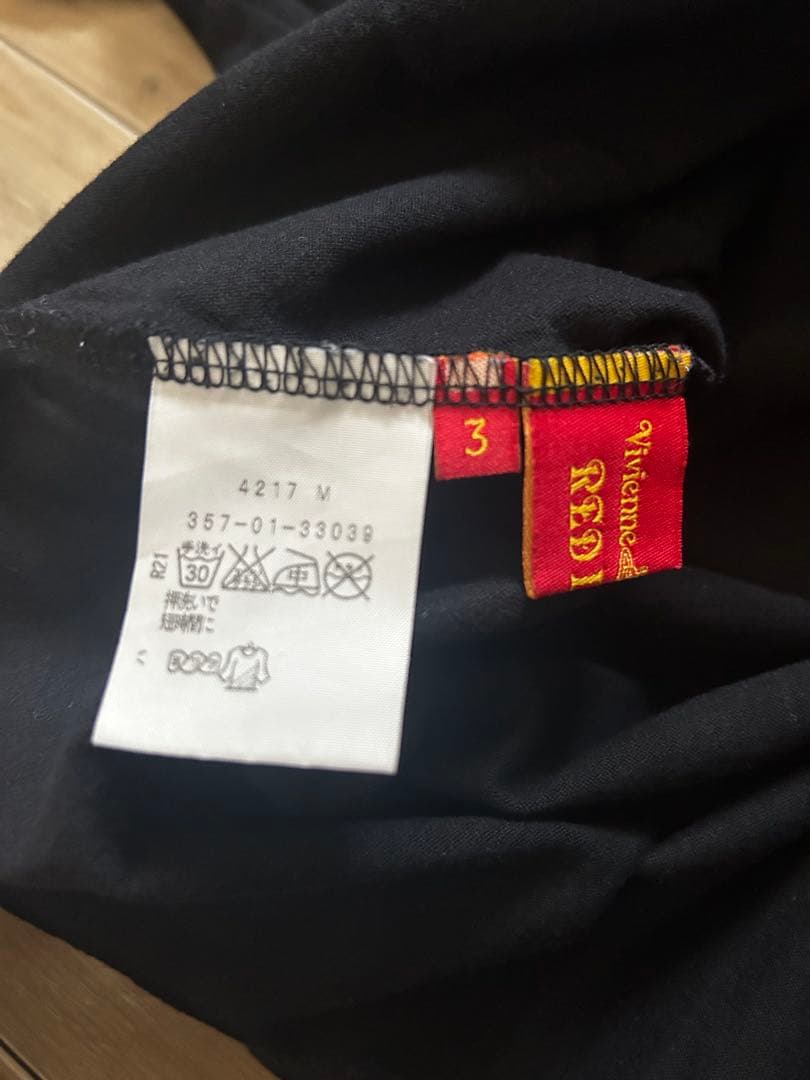 4217 M
357-01-33039
R21
手洗イ
30
中
押洗いで
短時間に
3
Vivienne
RED